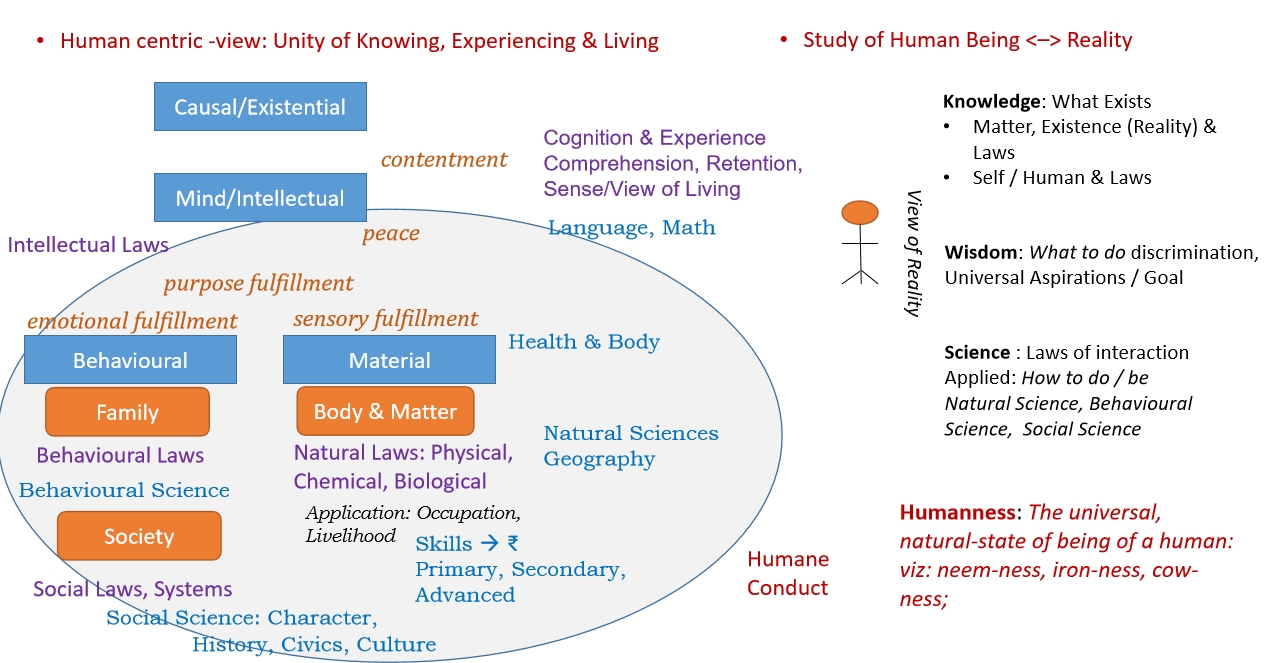 • Human centric -view: Unity of Knowing, Experiencing & Living
Causal/Existential
contentment
Mind/Intellectual
Cognition & Experience
Comprehension, Retention,
Sense/View of Living
Language, Math
peace
Intellectual Laws
purpose fulfillment
emotional fulfillment
sensory fulfillment
Behavioural
Material
Health & Body
Family
Body & Matter
Behavioural Laws
Natural Laws: Physical,
Chemical, Biological
Natural Sciences
Geography
Behavioural Science
Application: Occupation,
Livelihood
Skills → ₹
Primary, Secondary,
Advanced
Society
Social Laws, Systems
Social Science: Character,
History, Civics, Culture
Humane
Conduct
• Study of Human Being <–> Reality
Knowledge: What Exists
• Matter, Existence (Reality) &
Laws
• Self / Human & Laws
View of Reality
Wisdom: What to do discrimination,
Universal Aspirations / Goal
Science : Laws of interaction
Applied: How to do / be
Natural Science, Behavioural
Science, Social Science
Humanness: The universal,
natural-state of being of a human:
viz: neem-ness, iron-ness, cow-
ness;